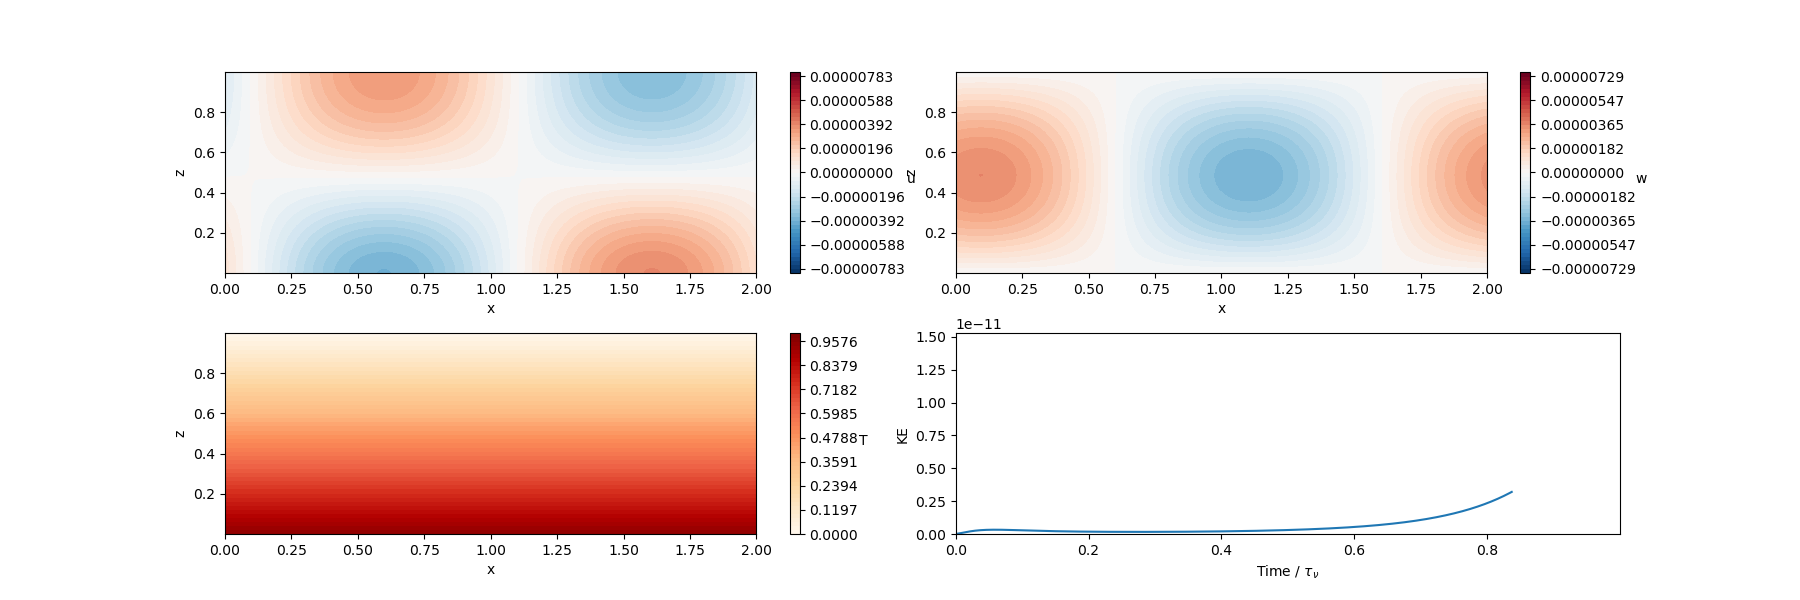 0.8
0.6
0.4
0.2
z
0.00 0.25 0.50 0.75 1.00 1.25 1.50 1.75 2.00
x
0.00000783
0.00000588
0.00000392
0.00000196
0.00000000
−0.00000196
−0.00000392
−0.00000588
−0.00000783
u
0.8
0.6
0.4
0.2
z
0.00 0.25 0.50 0.75 1.00 1.25 1.50 1.75 2.00
x
0.00000729
0.00000547
0.00000365
0.00000182
0.00000000
−0.00000182
−0.00000365
−0.00000547
−0.00000729
w
0.8
0.6
0.4
0.2
z
0.00 0.25 0.50 0.75 1.00 1.25 1.50 1.75 2.00
x
0.9576
0.8379
0.7182
0.5985
0.4788
0.3591
0.2394
0.1197
0.0000
T
1e−11
1.50
1.25
1.00
0.75
0.50
0.25
0.00
KE
0.0 0.2 0.4 0.6 0.8
Time / τν